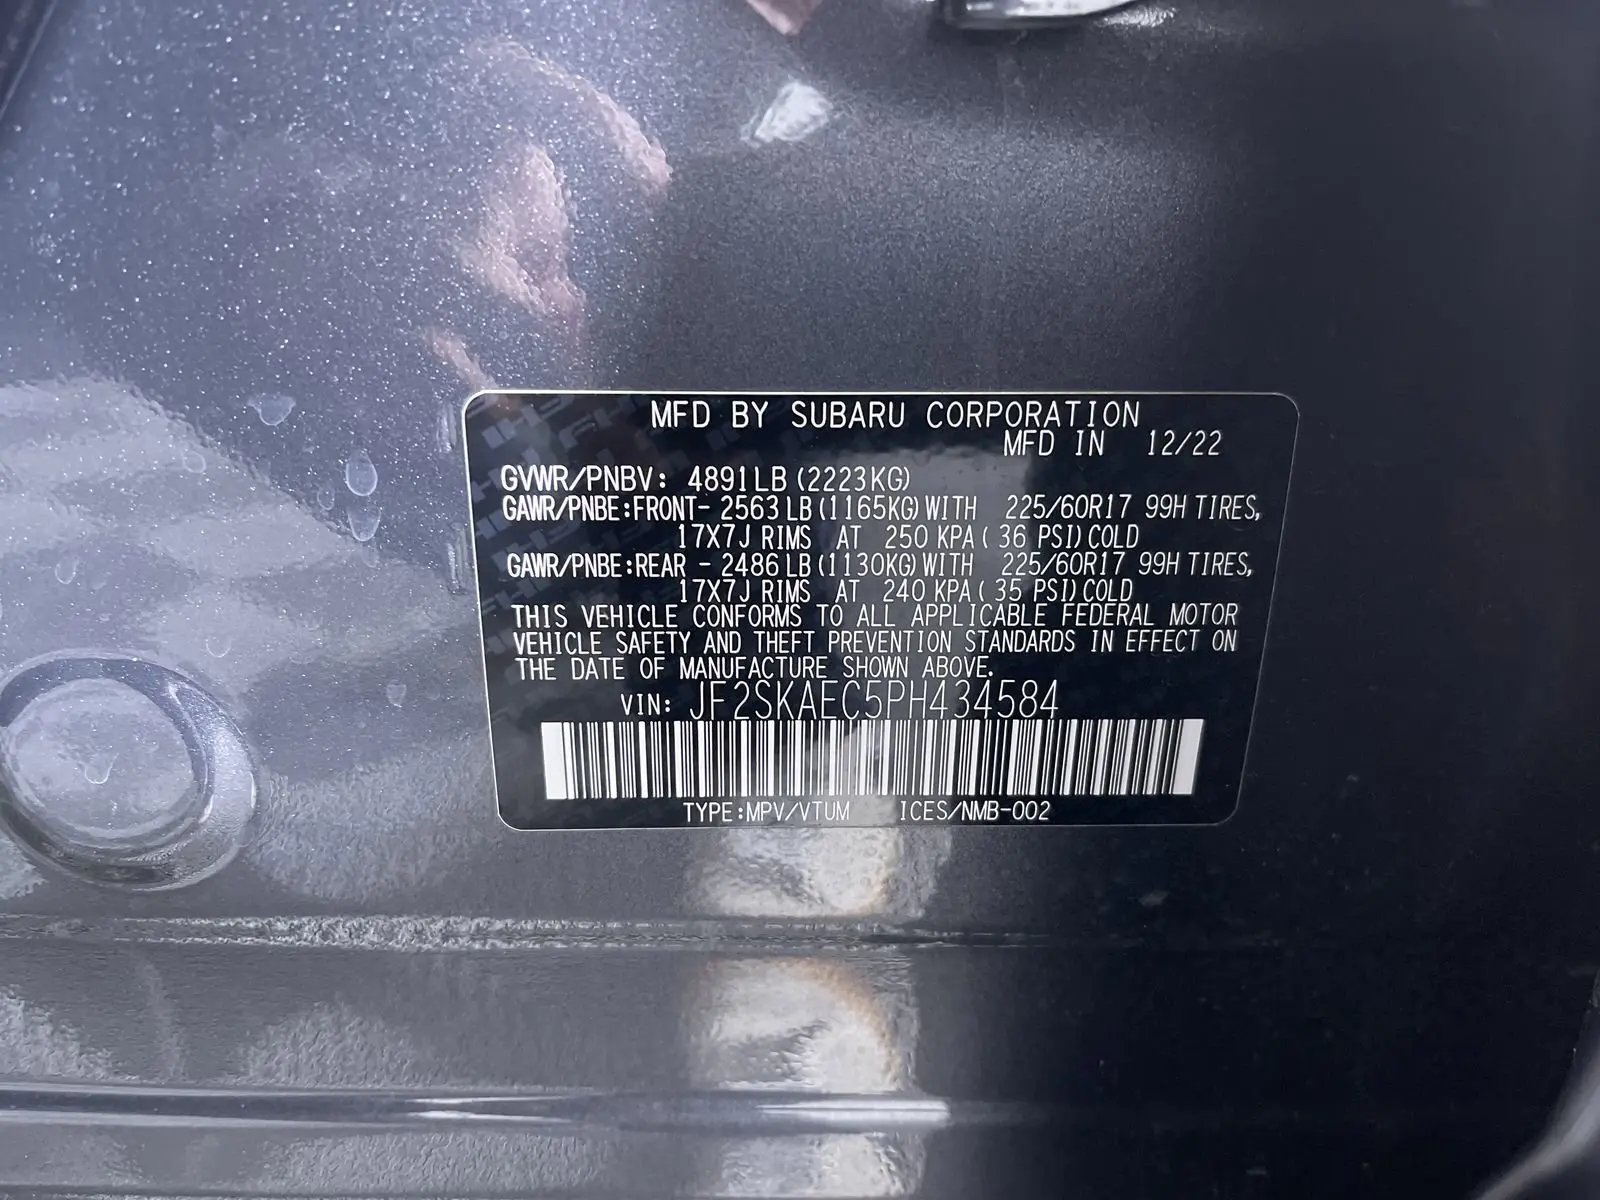 MFD BY SUBARU CORPORATION
MFD IN 12/22
GVWR/PNBV: 4891LB(2223KG)
GAWR/PNBE:FRONT- 2563LB(1165KG)WITH 225/60R17 99H TIRES,
17X7J RIMS AT 250 KPA( 36 PSI)COLD
GAWR/PNBE:REAR - 2486LB(1130KG)WITH 225/60R17 99H TIRES,
17X7J RIMS AT 240 KPA( 35 PSI)COLD
THIS VEHICLE CONFORMS TO ALL APPLICABLE FEDERAL MOTOR
VEHICLE SAFETY AND THEFT PREVENTION STANDARDS IN EFFECT ON
THE DATE OF MANUFACTURE SHOWN ABOVE.
VIN: JF2SKAEC5PH434584
TYPE:MPV/VTUM ICES/NMB-002